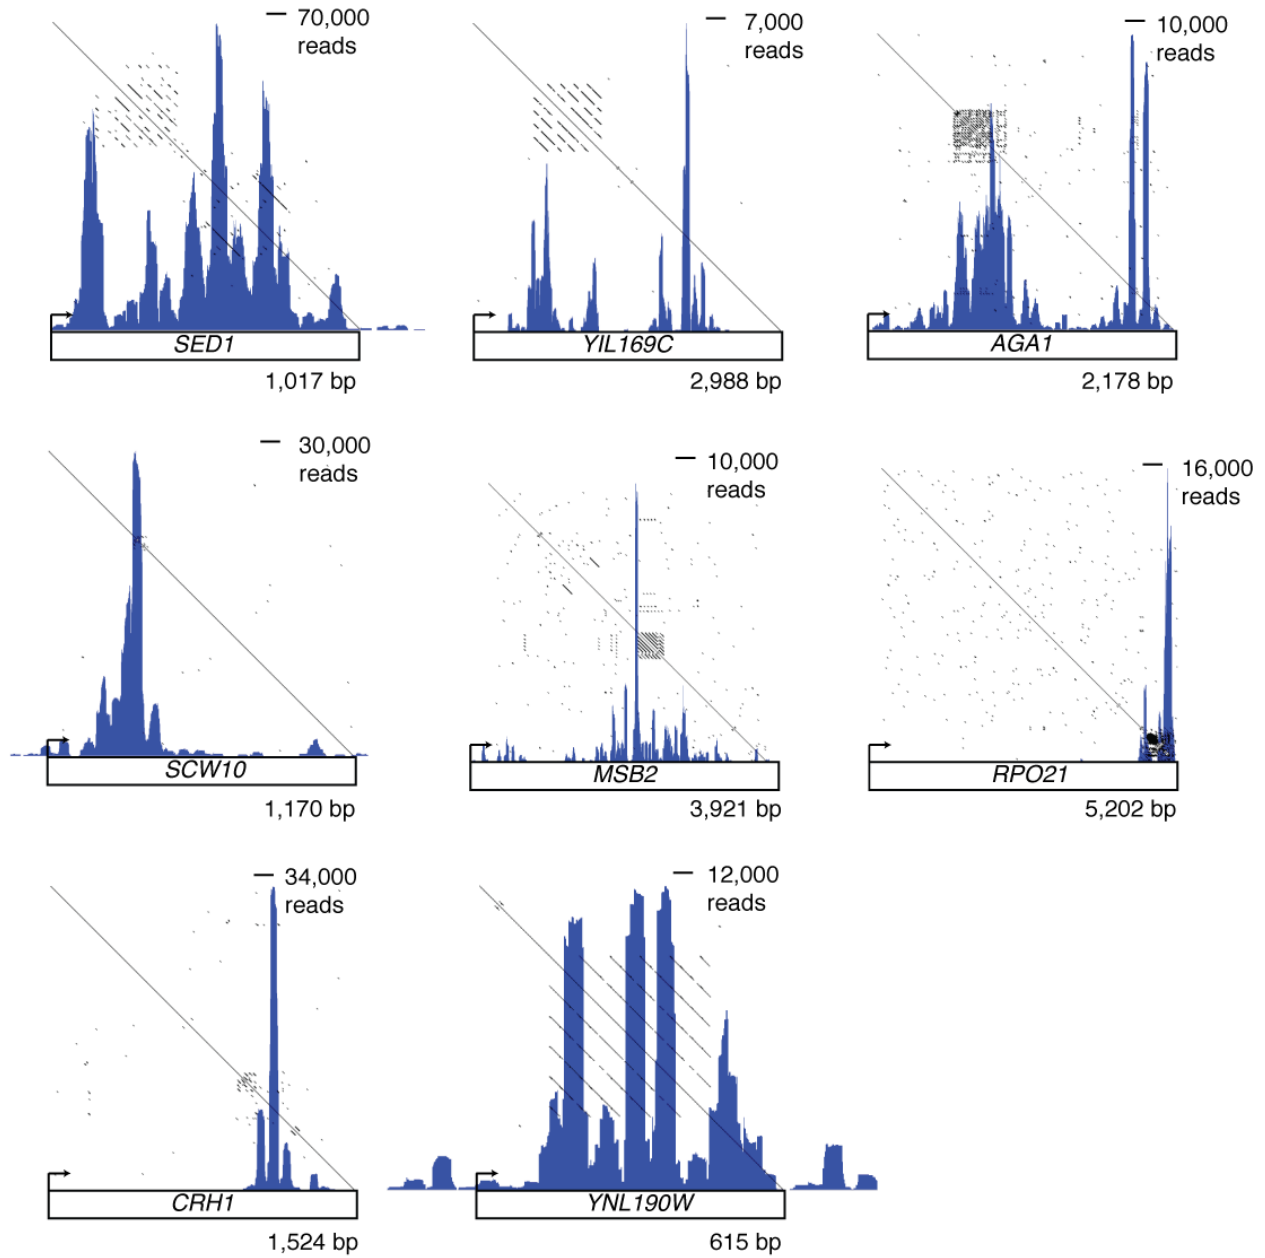 70,000
reads
SED1
1,017 bp
7,000
reads
YIL169C
2,988 bp
10,000
reads
AGA1
2,178 bp
30,000
reads
SCW10
1,170 bp
10,000
reads
MSB2
3,921 bp
16,000
reads
RPO21
5,202 bp
34,000
reads
CRH1
1,524 bp
12,000
reads
YNL190W
615 bp